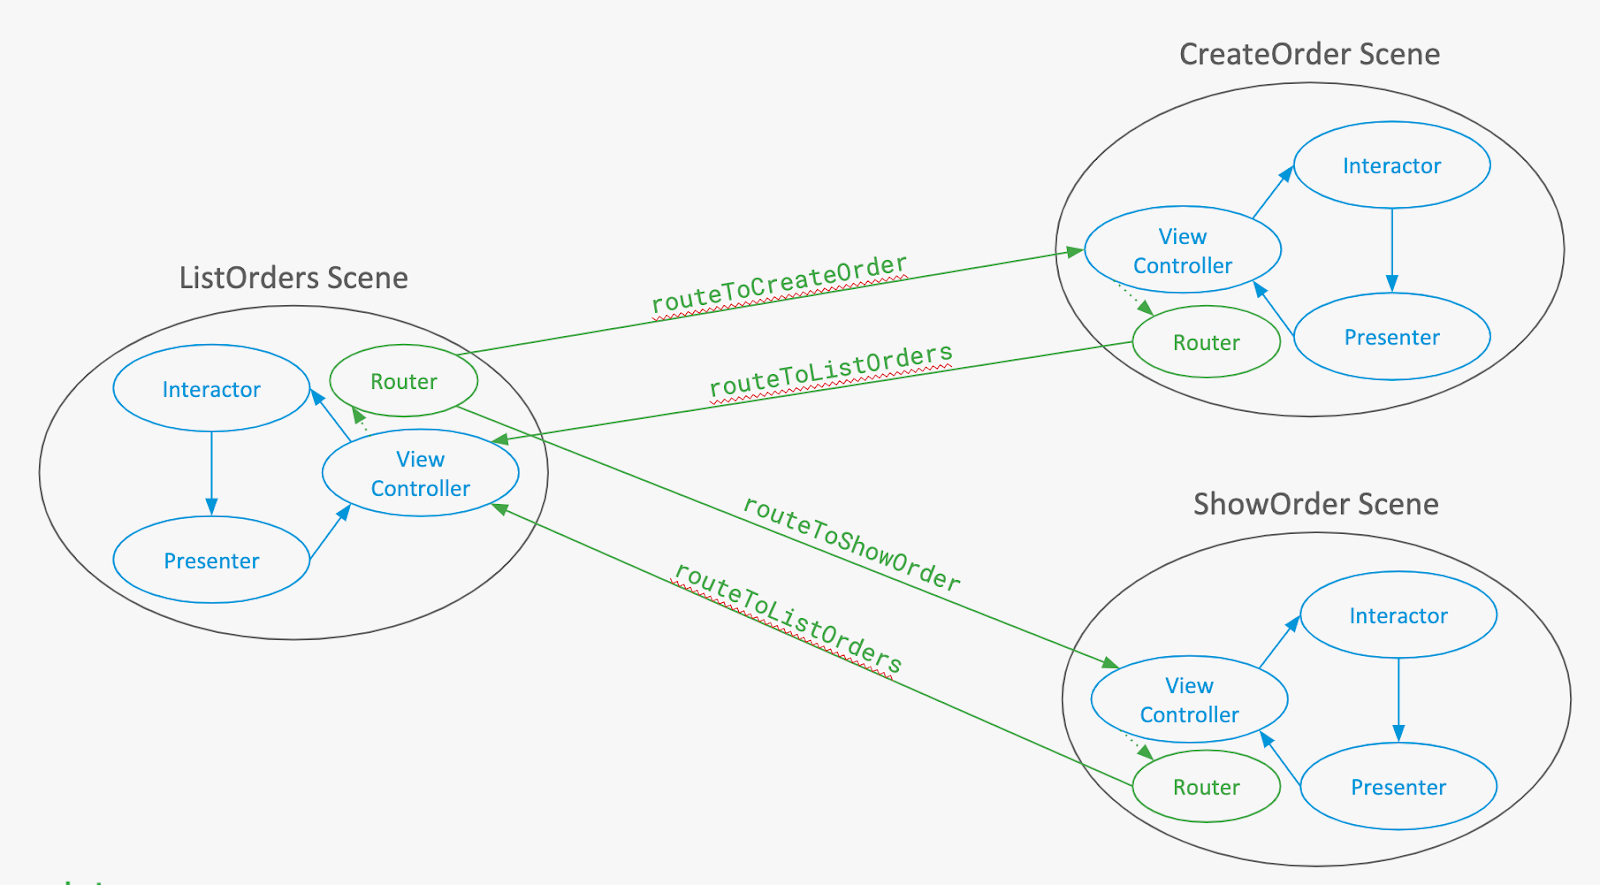 CreateOrder Scene
Interactor
View
Controller
Router
Presenter
routeToCreateOrder
routeToListOrders
ListOrders Scene
Interactor
Router
View
Controller
Presenter
routeToShowOrder
routeToListOrders
ShowOrder Scene
Interactor
View
Controller
Router
Presenter